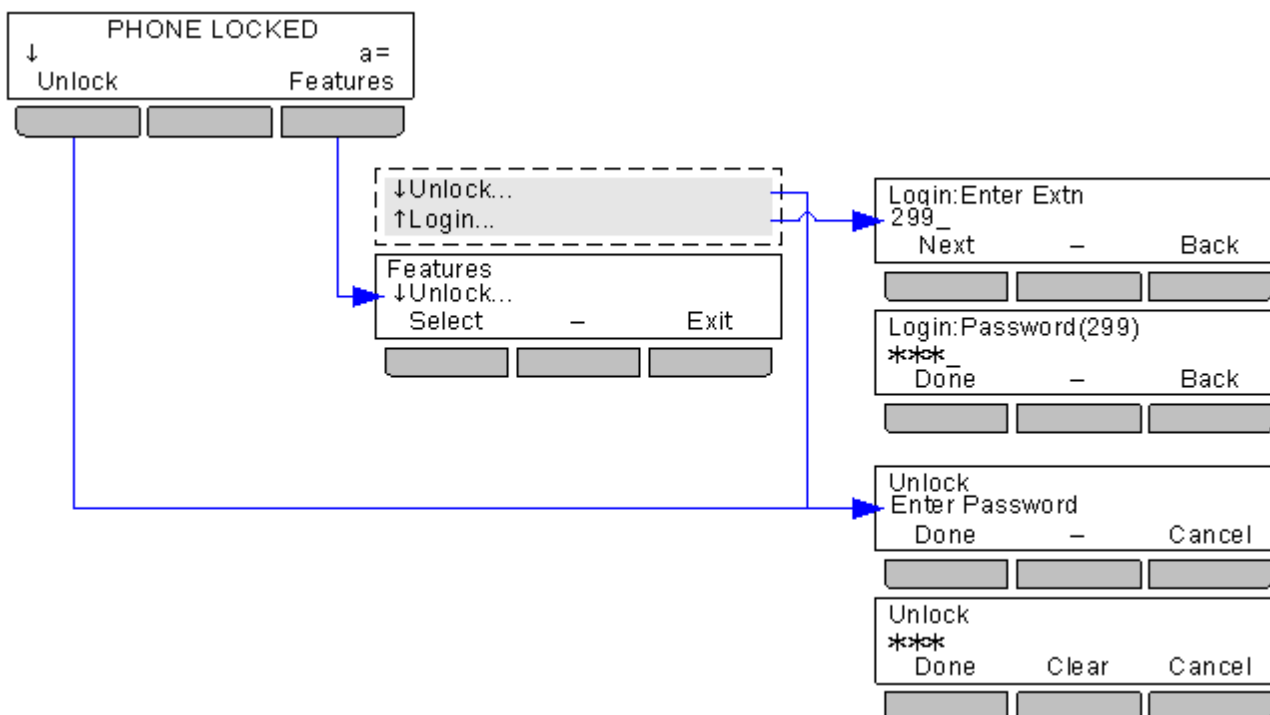 PHONE LOCKED
↓ a=
Unlock Features
↓Unlock...
↑Login...
Features
↓Unlock...
Select – Exit
Login:Enter Extn
299_
Next – Back
Login:Password(299)
***_
Done – Back
Unlock
Enter Password
Done – Cancel
Unlock
***
Done Clear Cancel